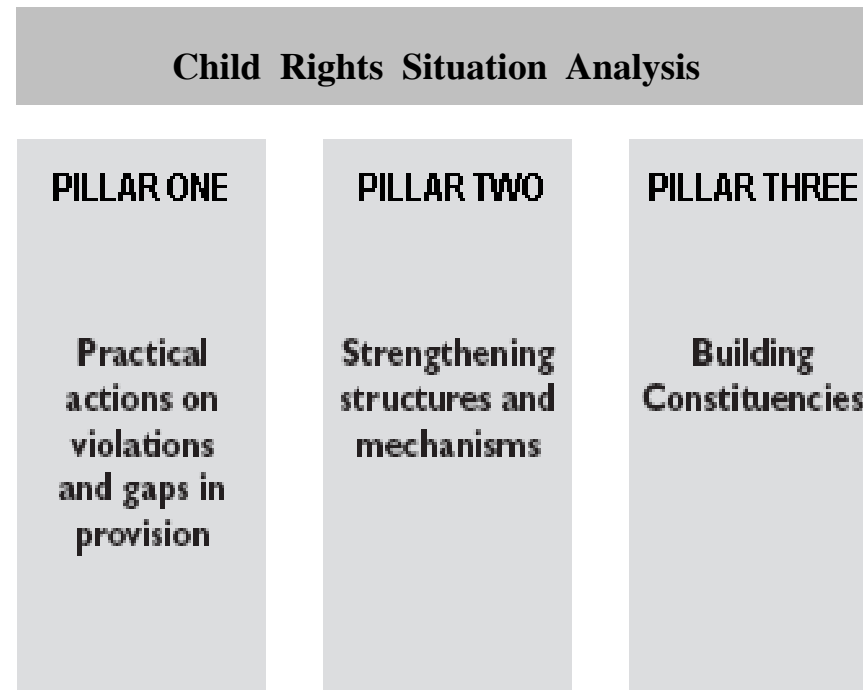 Child Rights Situation Analysis
PILLAR ONE
Practical
actions on
violations
and gaps in
provision
PILLAR TWO
Strengthening
structures and
mechanisms
PILLAR THREE
Building
Constituencies